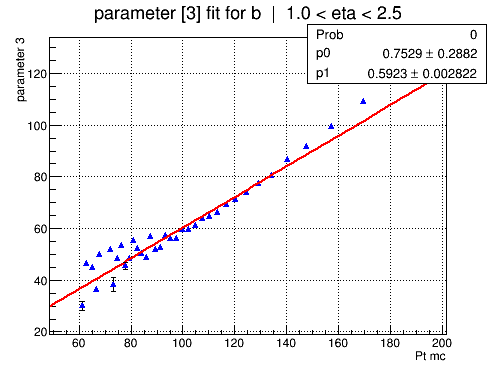 parameter [3] fit for b | 1.0 < eta < 2.5
Prob 0
p0 0.7529 ± 0.2882
p1 0.5923 ± 0.002822
parameter 3
120
100
80
60
40
20
60 80 100 120 140 160 180 200
Pt mc